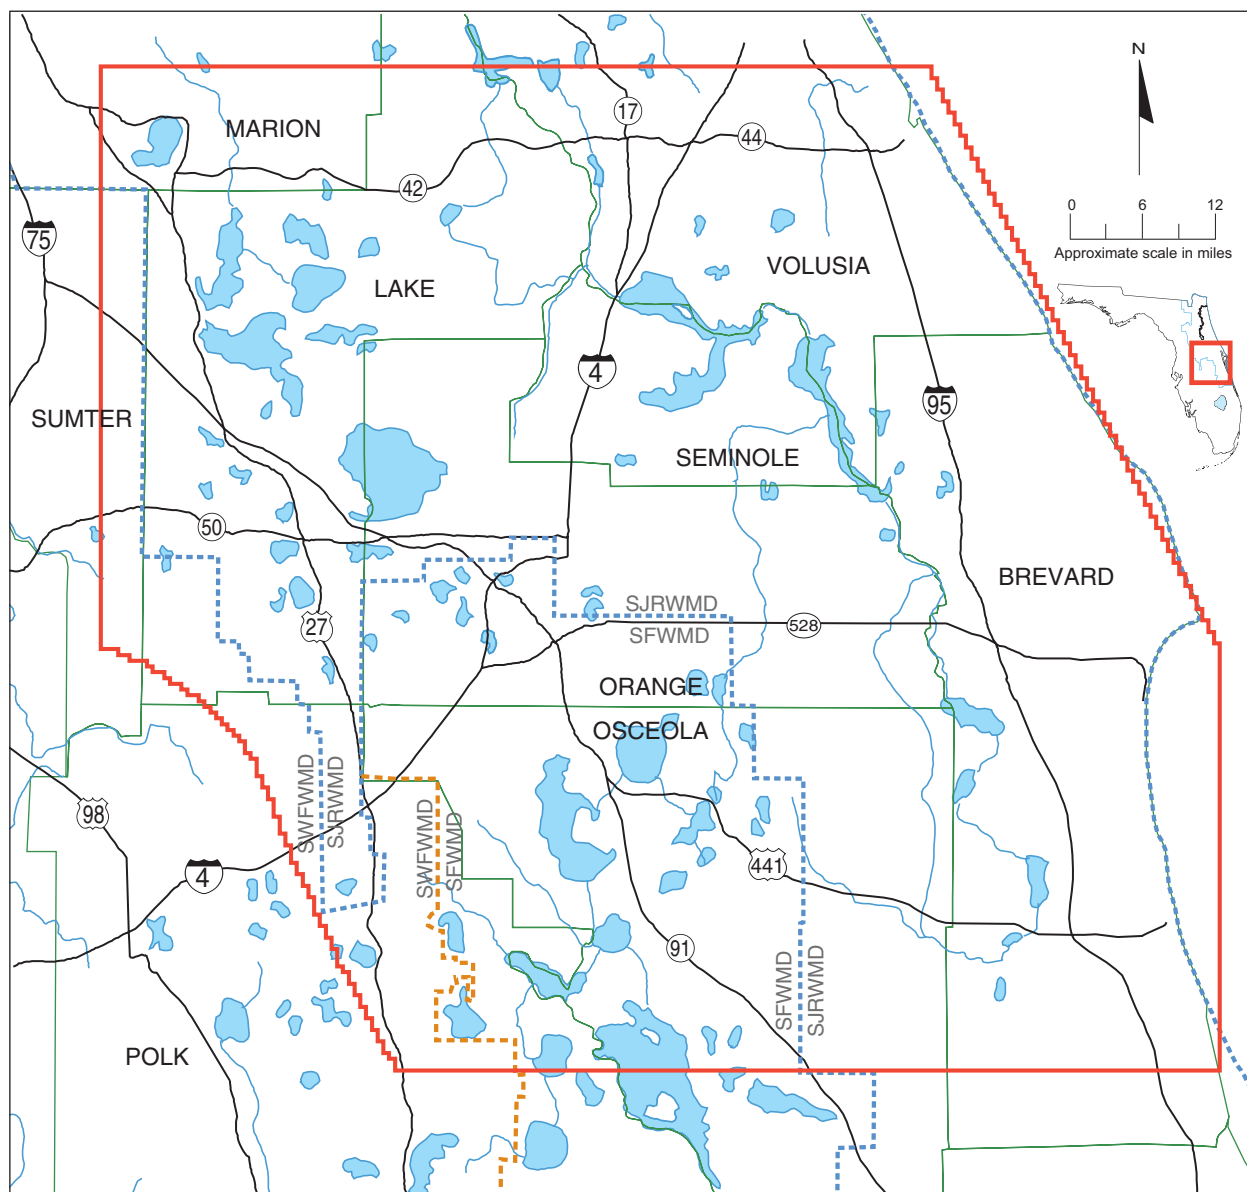 N
17
MARION
44
42
0 6 12
75
Approximate scale in miles
VOLUSIA
LAKE
4
95
SUMTER
SEMINOLE
50
BREVARD
SJRWMD
27
528
SFWMD
ORANGE
OSCEOLA
SWFWMD
SJRWMD
98
SWFWMD
SFWMD
441
4
91
SFWMD
SJRWMD
POLK